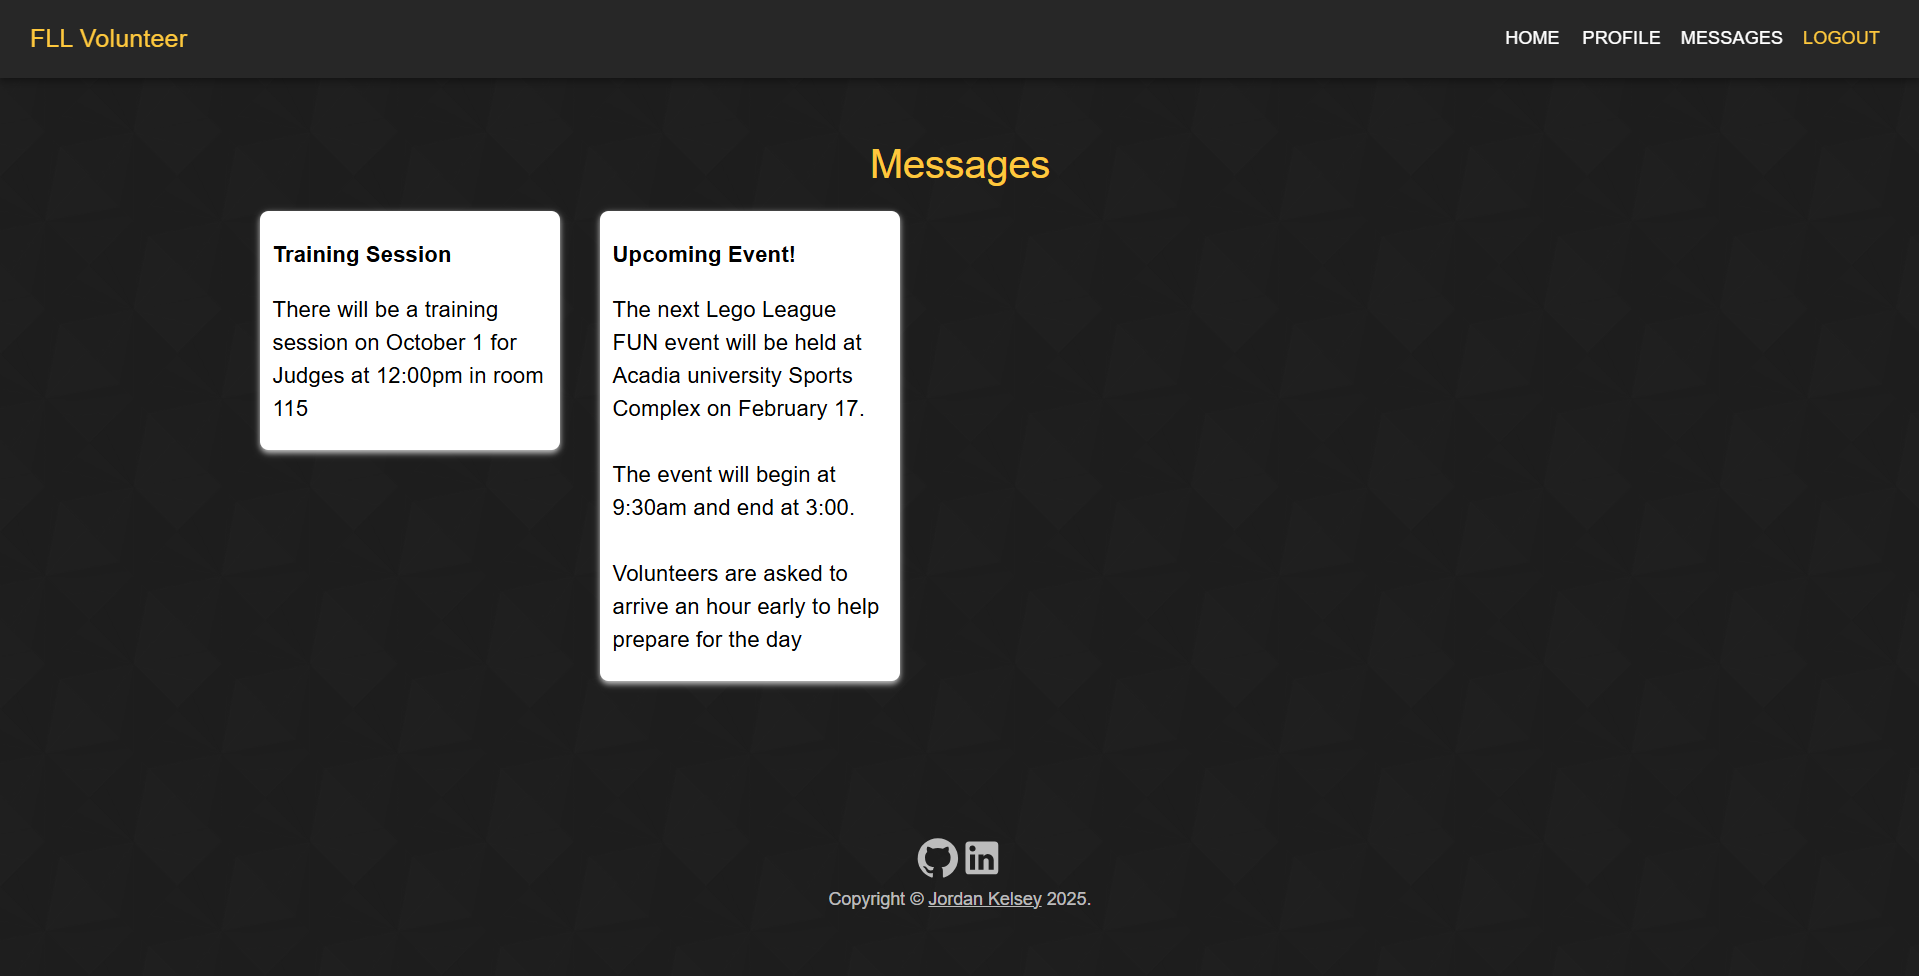 FLL Volunteer
HOME PROFILE MESSAGES LOGOUT
Messages
Training Session
There will be a training
session on October 1 for
Judges at 12:00pm in room
115
Upcoming Event!
The next Lego League
FUN event will be held at
Acadia university Sports
Complex on February 17.
The event will begin at
9:30am and end at 3:00.
Volunteers are asked to
arrive an hour early to help
prepare for the day
in
Copyright © Jordan Kelsey 2025.